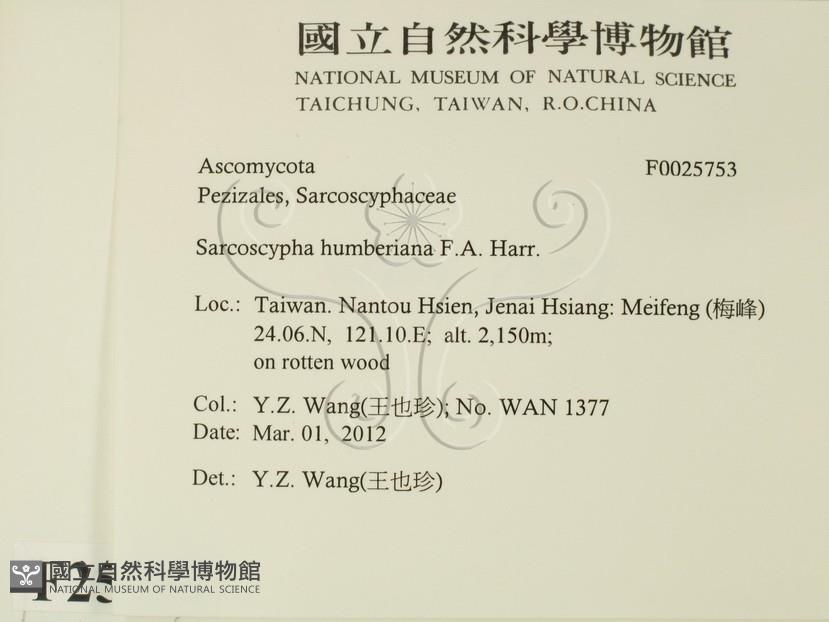 國立自然科學博物館
NATIONAL MUSEUM OF NATURAL SCIENCE
TAICHUNG, TAIWAN, R.O.CHINA
Ascomycota F0025753
Pezizales, Sarcoscyphaceae
Sarcoscypha humberiana F.A. Harr.
Loc.: Taiwan. Nantou Hsien, Jenai Hsiang: Meifeng (梅峰)
24.06.N, 121.10.E; alt. 2,150m;
on rotten wood
Col.: Y.Z. Wang(王也珍); No. WAN 1377
Date: Mar. 01, 2012
Det.: Y.Z. Wang(王也珍)
國立自然科學博物館
NATIONAL MUSEUM OF NATURAL SCIENCE